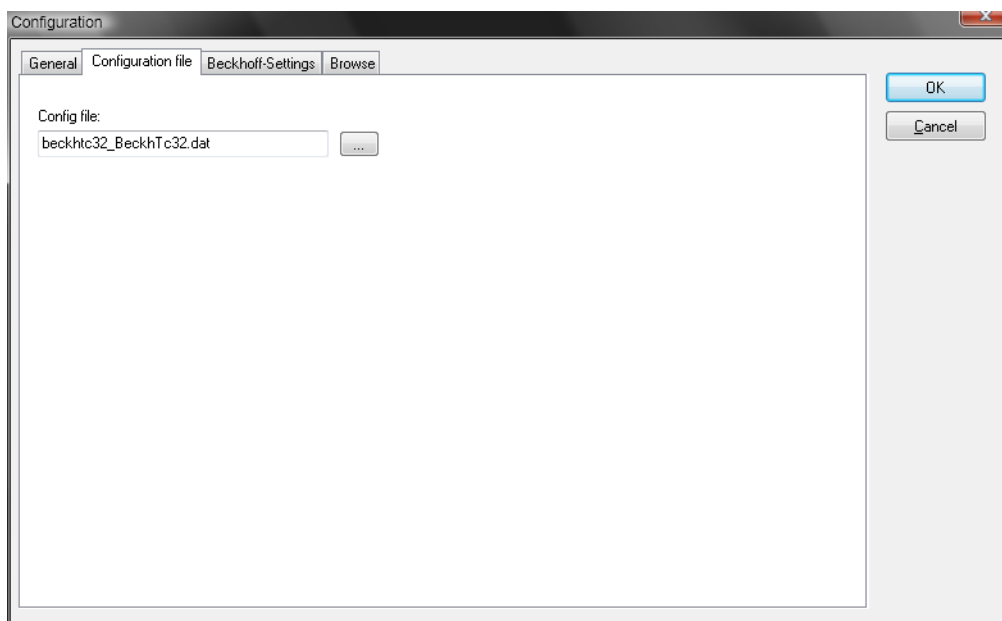 Configuration
General Configuration file Beckhoff-Settings Browse
OK
Config file:
Cancel
beckhtc32_BeckhTc32.dat ...